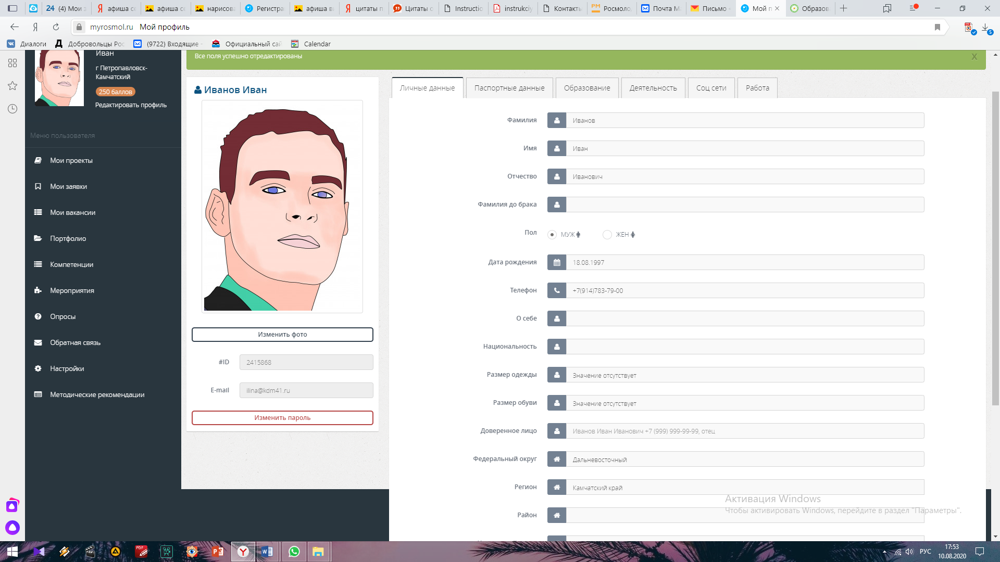 24 (4) Мои з
афиша се
афиша се
нарисова
Регистра
афиша в
цитаты п
Цитаты о
Instructio
instrukciy
Контакть
Росмоло
Почта М
Письмо
Мой п
Образов
myrosmol.ru Мой профиль
Диалоги
Добровольцы Рос
(9722) Входящие -
Официальный сай
Calendar
Иван
г Петропавловск-
Камчатский
250 баллов
Редактировать профиль
Меню пользователя
Мои проекты
Мои заявки
Мои вакансии
Портфолио
Компетенции
Мероприятия
Опросы
Обратная связь
Настройки
Методические рекомендации
Все поля успешно отредактированы
X
Иванов Иван
Изменить фото
#ID 2415868
E-mail ilina@kdm41.ru
Изменить пароль
Личные данные
Паспортные данные
Образование
Деятельность
Соц сети
Работа
Фамилия Иванов
Имя Иван
Отчество Иванович
Фамилия до брака
Пол МУЖ ЖЕН
Дата рождения 18.08.1997
Телефон +7(914)783-79-00
О себе
Национальность
Размер одежды Значение отсутствует
Размер обуви Значение отсутствует
Доверенное лицо Иванов Иван Иванович +7 (999) 999-99-99, отец
Федеральный округ Дальневосточный
Регион Камчатский край
Район
Активация Windows
Чтобы активировать Windows, перейдите в раздел "Параметры".
РУС
17:53
10.08.2020